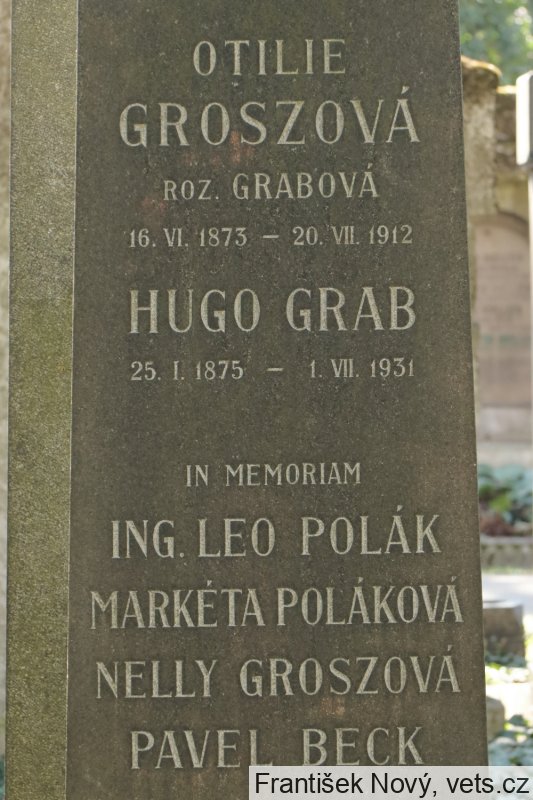 OTILIE
GROSZOVÁ
ROZ. GRABOVÁ
16. VI. 1873 – 20. VII. 1912
HUGO GRAB
25. I. 1875 – 1. VII. 1931
IN MEMORIAM
ING. LEO POLÁK
MARKÉTA POLÁKOVÁ
NELLY GROSZOVÁ
PAVEL BECK
František Nový, vets.cz